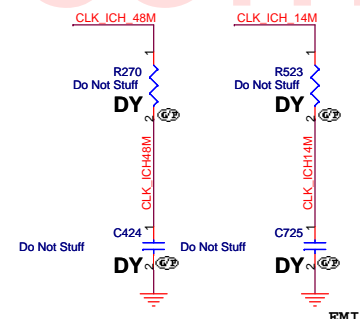 CLK_ICH_48M
1
R270
Do Not Stuff
DY
2
G/P
CLK_ICH48M
1
C424
Do Not Stuff
DY
2
G/P
CLK_ICH_14M
1
R523
Do Not Stuff
DY
2
G/P
CLK_ICH14M
1
C725
Do Not Stuff
DY
2
G/P
EMI